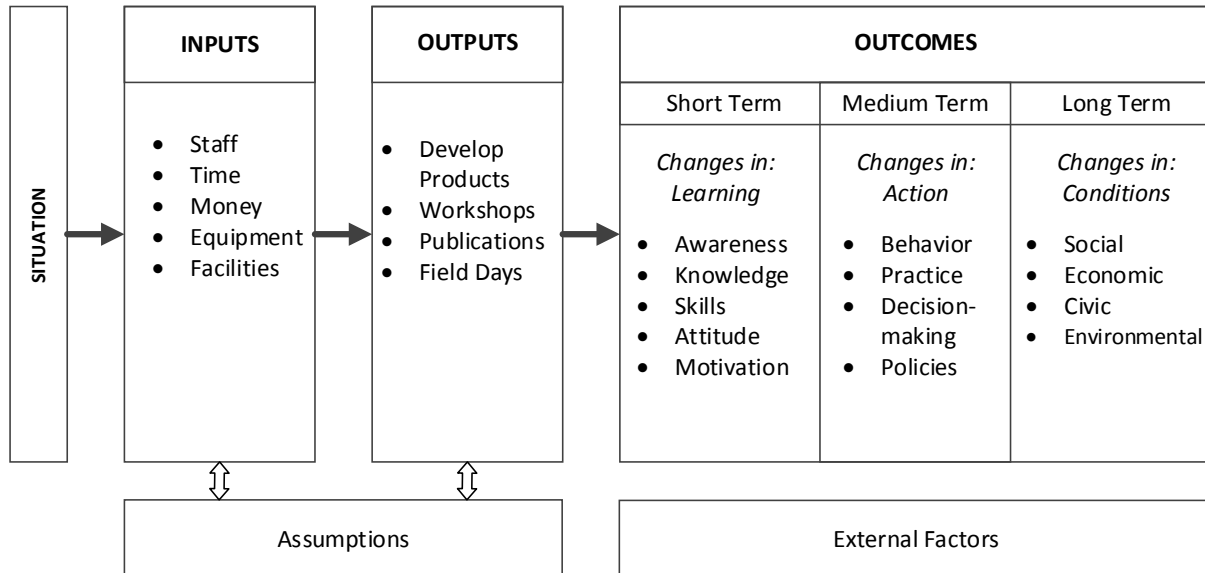 SITUATION
INPUTS
• Staff
• Time
• Money
• Equipment
• Facilities
OUTPUTS
• Develop
Products
• Workshops
• Publications
• Field Days
OUTCOMES
Short Term
Changes in:
Learning
• Awareness
• Knowledge
• Skills
• Attitude
• Motivation
Medium Term
Changes in:
Action
• Behavior
• Practice
• Decision-
making
• Policies
Long Term
Changes in:
Conditions
• Social
• Economic
• Civic
• Environmental
Assumptions
External Factors